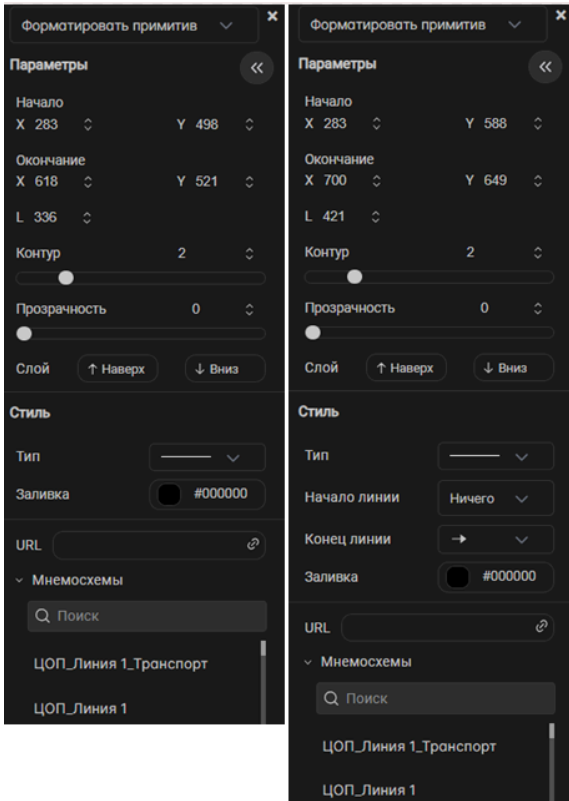 Форматировать примитив
Параметры
Начало
X 283 Y 498
Окончание
X 618 Y 521
L 336
Контур 2
Прозрачность 0
Слой ↑ Наверх ↓ Вниз
Стиль
Тип
Заливка #000000
URL
Мнемосхемы
Поиск
ЦОП_Линия 1_Транспорт
ЦОП_Линия 1
Форматировать примитив
Параметры
Начало
X 283 Y 588
Окончание
X 700 Y 649
L 421
Контур 2
Прозрачность 0
Слой ↑ Наверх ↓ Вниз
Стиль
Тип
Начало линии Ничего
Конец линии
Заливка #000000
URL
Мнемосхемы
Поиск
ЦОП_Линия 1_Транспорт
ЦОП_Линия 1